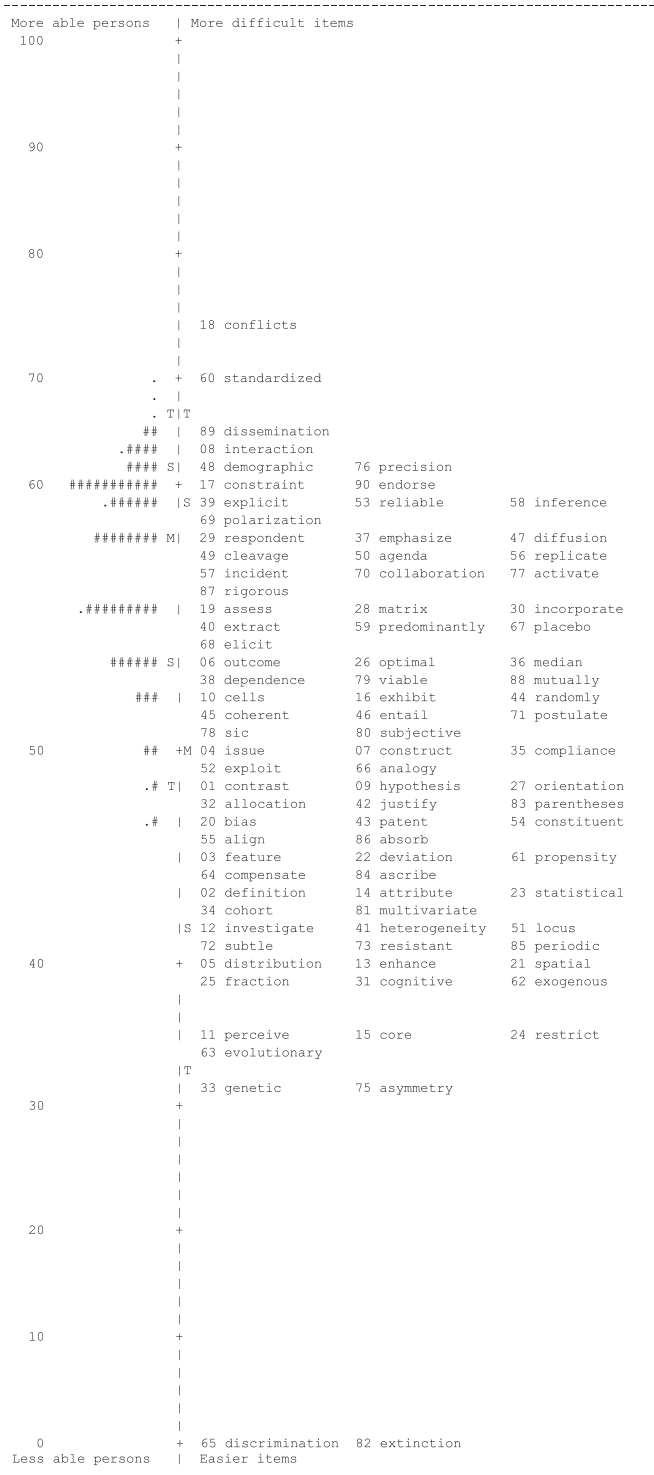 More able persons | More difficult items
100 +
|
|
|
|
|
90 +
|
|
|
|
|
80 +
|
|
|
| 18 conflicts
|
|
70 . + 60 standardized
. |
. T|T
## | 89 dissemination
.#### | 08 interaction
#### S| 48 demographic 76 precision
60 ########### + 17 constraint 90 endorse
.###### |S 39 explicit 53 reliable 58 inference
69 polarization
######## M| 29 respondent 37 emphasize 47 diffusion
49 cleavage 50 agenda 56 replicate
57 incident 70 collaboration 77 activate
87 rigorous
.######### | 19 assess 28 matrix 30 incorporate
40 extract 59 predominantly 67 placebo
68 elicit
###### S| 06 outcome 26 optimal 36 median
38 dependence 79 viable 88 mutually
### | 10 cells 16 exhibit 44 randomly
45 coherent 46 entail 71 postulate
78 sic 80 subjective
50 ## +M 04 issue 07 construct 35 compliance
52 exploit 66 analogy
.# T| 01 contrast 09 hypothesis 27 orientation
32 allocation 42 justify 83 parentheses
.# | 20 bias 43 patent 54 constituent
55 align 86 absorb
| 03 feature 22 deviation 61 propensity
64 compensate 84 ascribe
| 02 definition 14 attribute 23 statistical
34 cohort 81 multivariate
|S 12 investigate 41 heterogeneity 51 locus
72 subtle 73 resistant 85 periodic
40 + 05 distribution 13 enhance 21 spatial
25 fraction 31 cognitive 62 exogenous
|
|
| 11 perceive 15 core 24 restrict
63 evolutionary
|T
| 33 genetic 75 asymmetry
30 +
|
|
|
|
|
|
20 +
|
|
|
|
|
10 +
|
|
|
|
|
0 + 65 discrimination 82 extinction
Less able persons | Easier items